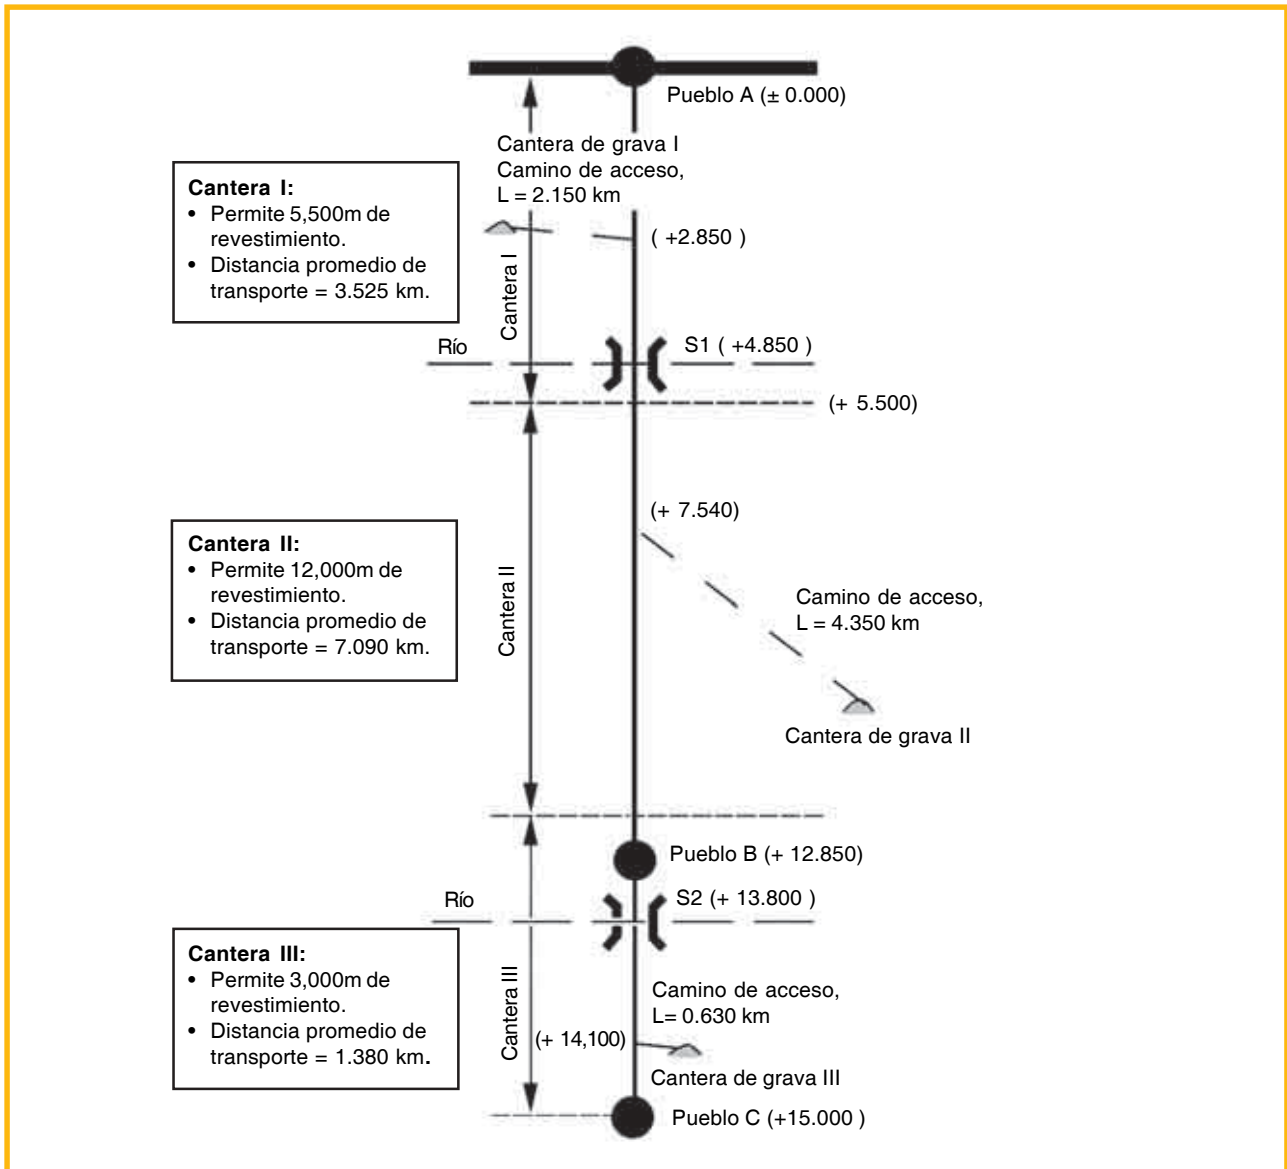 Pueblo A (± 0.000)
Cantera de grava I
Camino de acceso,
L = 2.150 km
Cantera I:
• Permite 5,500m de
revestimiento.
• Distancia promedio de
transporte = 3.525 km.
( +2.850 )
Cantera I
Río
S1 ( +4.850 )
(+ 5.500)
(+ 7.540)
Cantera II:
• Permite 12,000m de
revestimiento.
• Distancia promedio de
transporte = 7.090 km.
Cantera II
Camino de acceso,
L = 4.350 km
Cantera de grava II
Pueblo B (+ 12.850)
Río
S2 (+ 13.800 )
Cantera III:
• Permite 3,000m de
revestimiento.
• Distancia promedio de
transporte = 1.380 km.
Cantera III
Camino de acceso,
L= 0.630 km
(+ 14,100)
Cantera de grava III
Pueblo C (+15.000 )